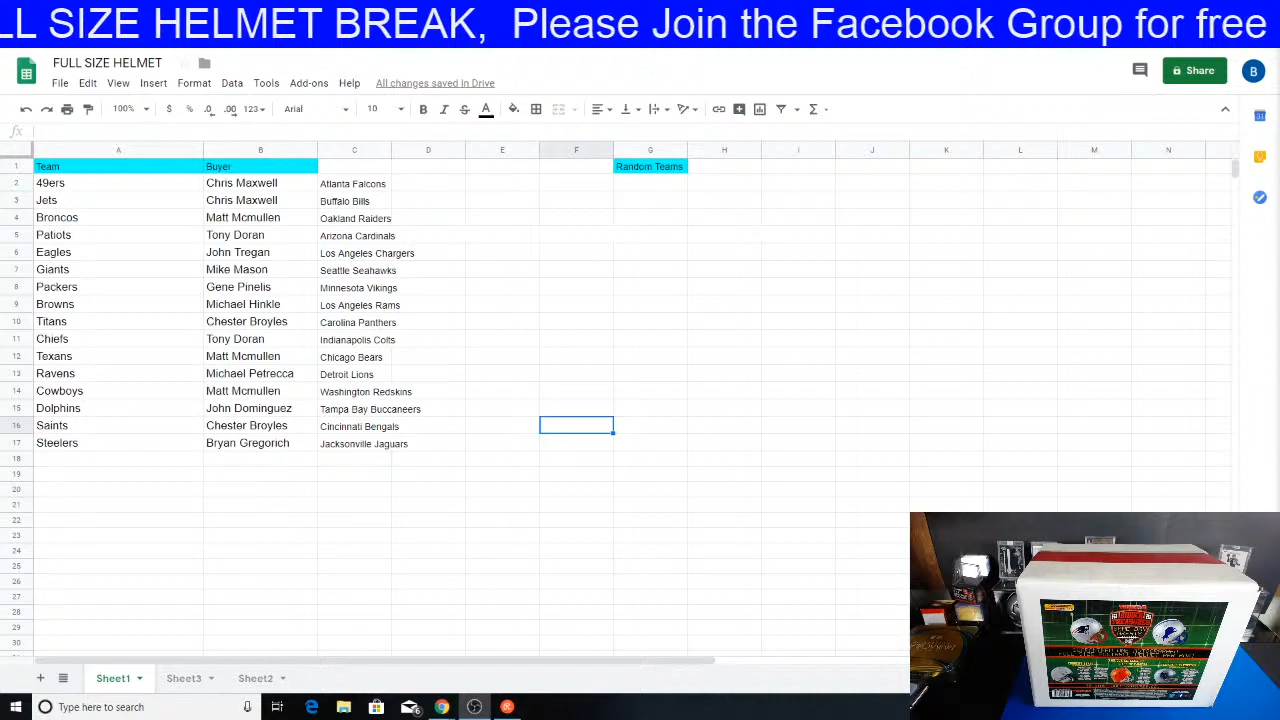 LL SIZE HELMET BREAK, Please Join the Facebook Group for free
FULL SIZE HELMET
File Edit View Insert Format Data Tools Add-ons Help All changes saved in Drive
Share
B
100% $ % .0 .00 123 Arial 10 B I S A
fx
A B C D E F G H I J K L M N
1 Team Buyer Random Teams
2 49ers Chris Maxwell Atlanta Falcons
3 Jets Chris Maxwell Buffalo Bills
4 Broncos Matt Mcmullen Oakland Raiders
5 Patiots Tony Doran Arizona Cardinals
6 Eagles John Tregan Los Angeles Chargers
7 Giants Mike Mason Seattle Seahawks
8 Packers Gene Pinelis Minnesota Vikings
9 Browns Michael Hinkle Los Angeles Rams
10 Titans Chester Broyles Carolina Panthers
11 Chiefs Tony Doran Indianapolis Colts
12 Texans Matt Mcmullen Chicago Bears
13 Ravens Michael Petrecca Detroit Lions
14 Cowboys Matt Mcmullen Washington Redskins
15 Dolphins John Dominguez Tampa Bay Buccaneers
16 Saints Chester Broyles Cincinnati Bengals
17 Steelers Bryan Gregorich Jacksonville Jaguars
18
19
20
21
22
23
24
25
26
27
28
29
30
Sheet1 Sheet3 Sheet2
Type here to search